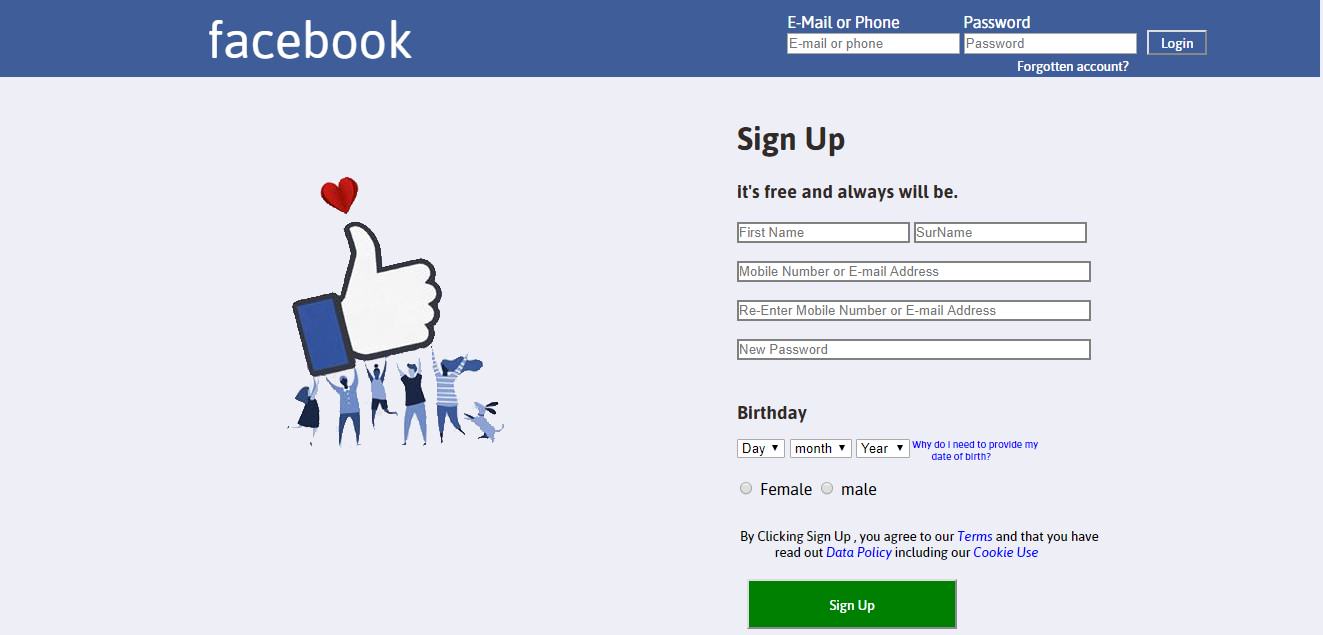 facebook
E-Mail or Phone Password
E-mail or phone Password Login
Forgotten account?
Sign Up
it's free and always will be.
First Name SurName
Mobile Number or E-mail Address
Re-Enter Mobile Number or E-mail Address
New Password
Birthday
Day month Year Why do I need to provide my
date of birth?
Female male
By Clicking Sign Up , you agree to our Terms and that you have
read out Data Policy including our Cookie Use
Sign Up